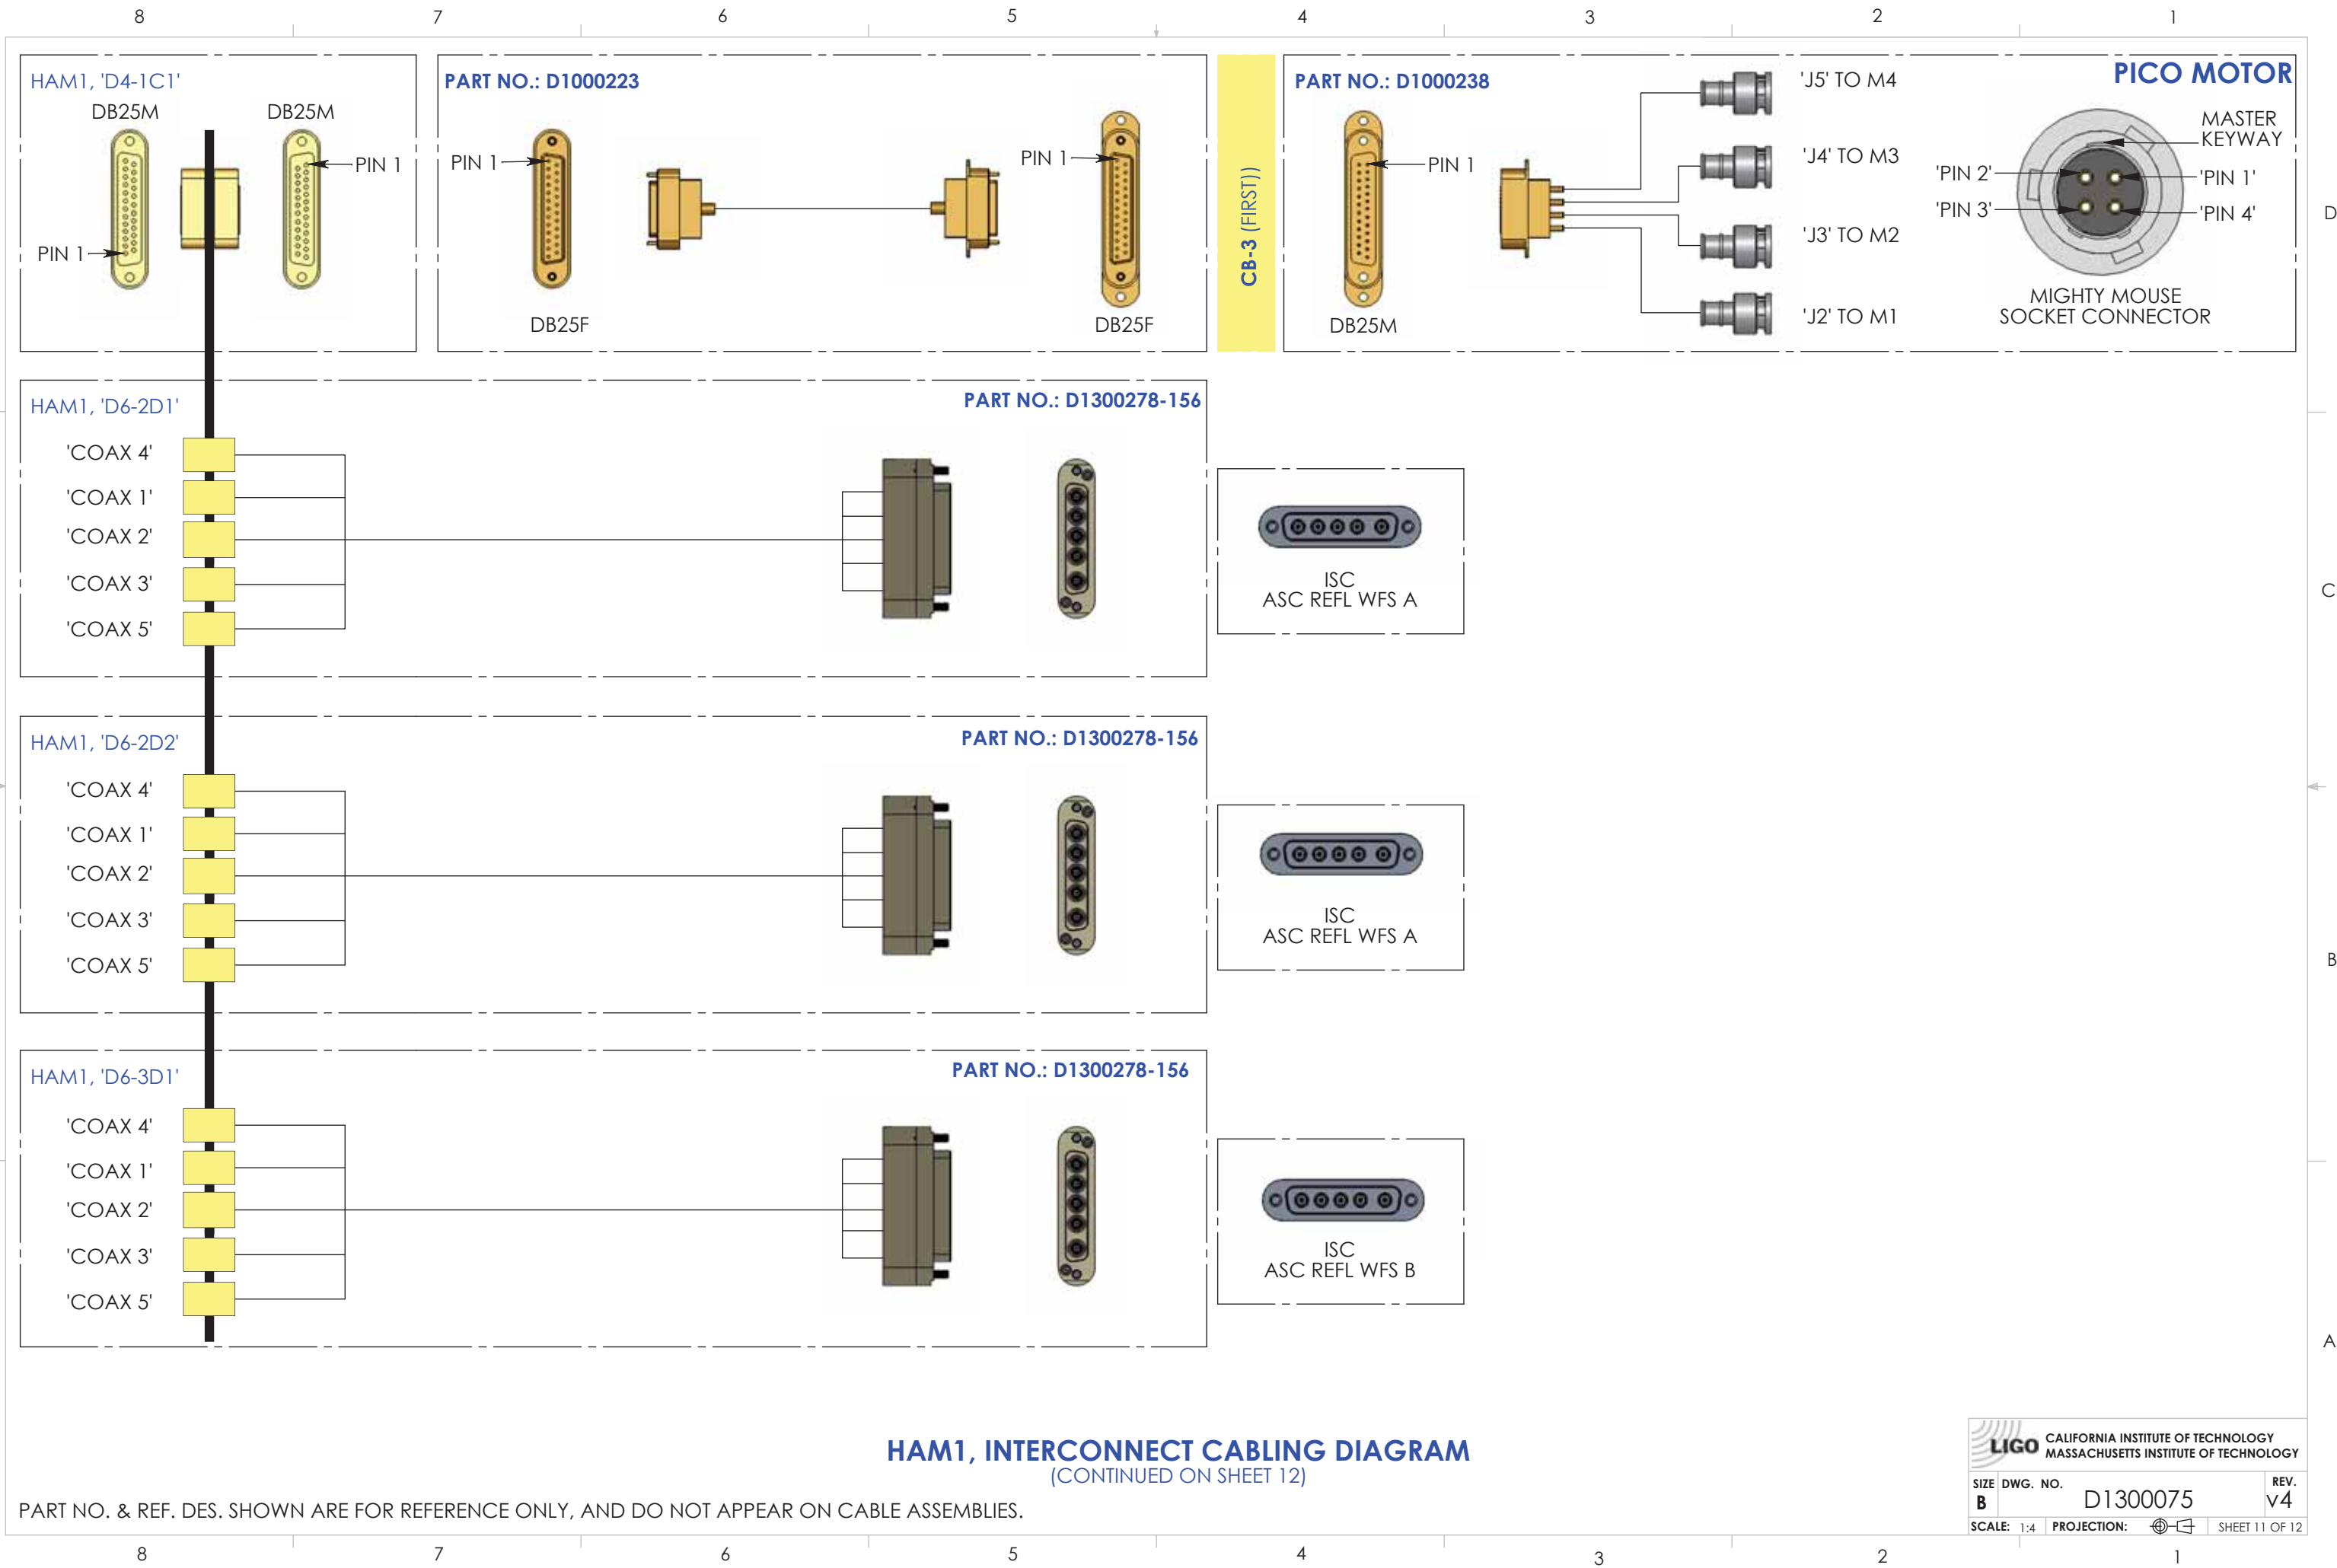 8 7 6 5 4 3 2 1
HAM1, 'D4-1C1'
DB25M
DB25M
PIN 1
PIN 1
PART NO.: D1000223
PIN 1
PIN 1
DB25F
DB25F
CB-3 (FIRST))
PART NO.: D1000238
PIN 1
DB25M
'J5' TO M4
'J4' TO M3
'J3' TO M2
'J2' TO M1
PICO MOTOR
MASTER
KEYWAY
'PIN 2'
'PIN 1'
'PIN 3'
'PIN 4'
MIGHTY MOUSE
SOCKET CONNECTOR
D
HAM1, 'D6-2D1'
PART NO.: D1300278-156
'COAX 4'
'COAX 1'
'COAX 2'
'COAX 3'
'COAX 5'
ISC
ASC REFL WFS A
C
HAM1, 'D6-2D2'
PART NO.: D1300278-156
'COAX 4'
'COAX 1'
'COAX 2'
'COAX 3'
'COAX 5'
ISC
ASC REFL WFS A
B
HAM1, 'D6-3D1'
PART NO.: D1300278-156
'COAX 4'
'COAX 1'
'COAX 2'
'COAX 3'
'COAX 5'
ISC
ASC REFL WFS B
A
HAM1, INTERCONNECT CABLING DIAGRAM
(CONTINUED ON SHEET 12)
PART NO. & REF. DES. SHOWN ARE FOR REFERENCE ONLY, AND DO NOT APPEAR ON CABLE ASSEMBLIES.
LIGO
CALIFORNIA INSTITUTE OF TECHNOLOGY
MASSACHUSETTS INSTITUTE OF TECHNOLOGY
SIZE DWG. NO. REV.
B D1300075 v4
SCALE: 1:4 PROJECTION: SHEET 11 OF 12
8 7 6 5 4 3 2 1